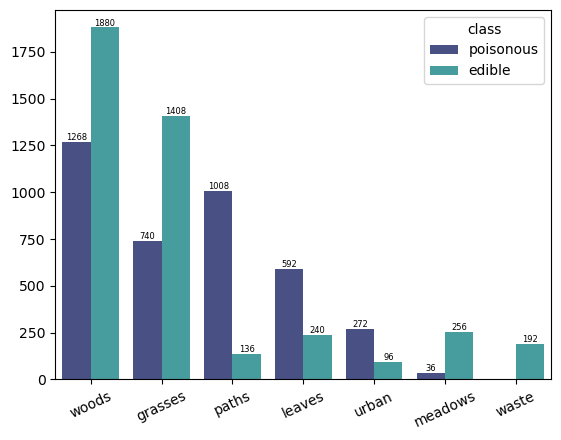 class
poisonous
edible
1750
1500
1250
1000
750
500
250
0
1268
1880
740
1408
1008
136
592
240
272
96
36
256
192
woods
grasses
paths
leaves
urban
meadows
waste